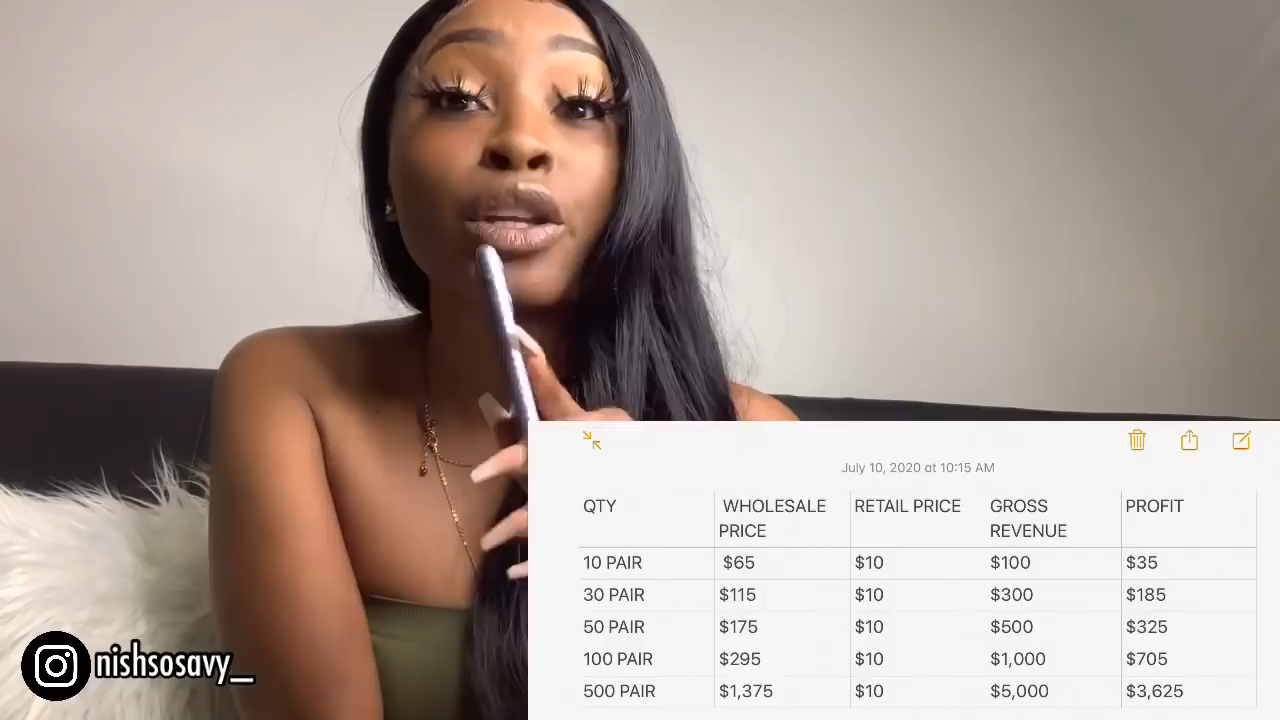 July 10, 2020 at 10:15 AM
QTY WHOLESALE PRICE RETAIL PRICE GROSS REVENUE PROFIT
10 PAIR $65 $10 $100 $35
30 PAIR $115 $10 $300 $185
50 PAIR $175 $10 $500 $325
100 PAIR $295 $10 $1,000 $705
500 PAIR $1,375 $10 $5,000 $3,625
nishsosavy_